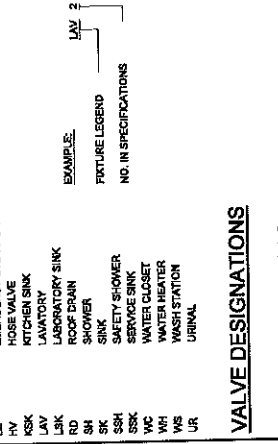 HV HOSE VALVE
KSK KITCHEN SINK
LAV LAVATORY
LSK LABORATORY SINK
RD ROOF DRAIN
SH SHOWER
SK SINK
SSH SAFETY SHOWER
SSK SERVICE SINK
WC WATER CLOSET
WH WATER HEATER
WS WASH STATION
UR URINAL
EXAMPLE: LAV 2
FIXTURE LEGEND
NO. IN SPECIFICATIONS
VALVE DESIGNATIONS